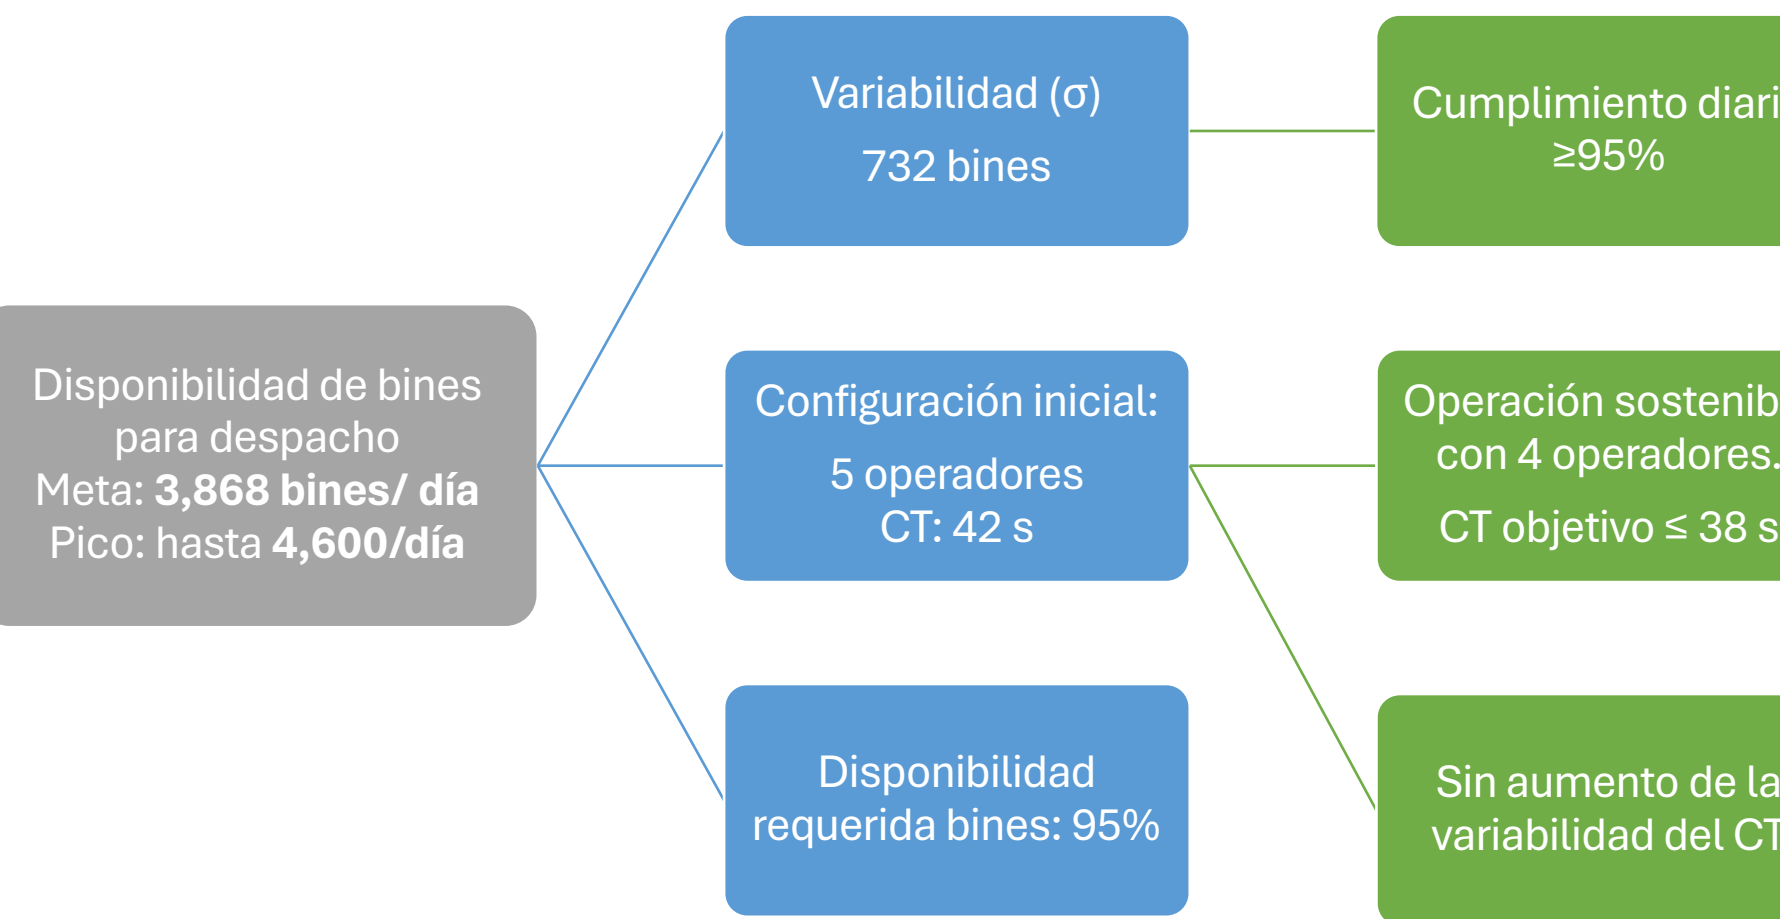 Disponibilidad de bines
para despacho
Meta: 3,868 bines/ día
Pico: hasta 4,600/día
Variabilidad (σ)
732 bines
Configuración inicial:
5 operadores
CT: 42 s
Disponibilidad
requerida bines: 95%
Cumplimiento diari
≥95%
Operación sostenib
con 4 operadores.
CT objetivo ≤ 38 s
Sin aumento de la
variabilidad del CT